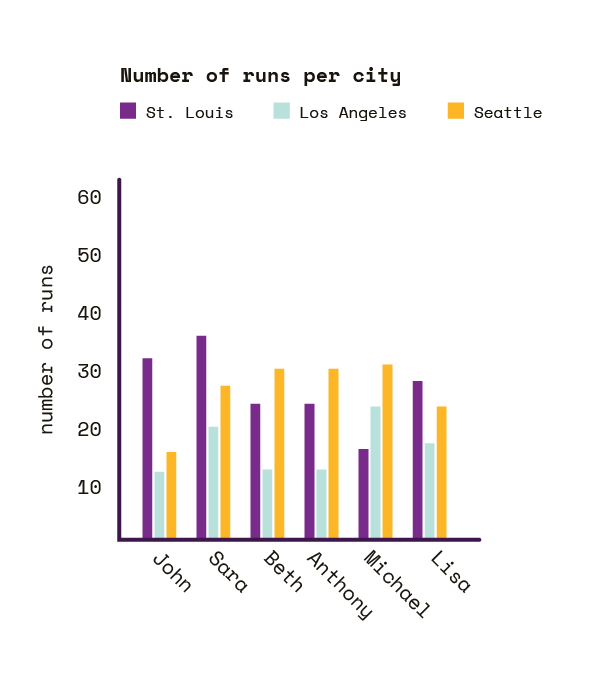 Number of runs per city
St. Louis
Los Angeles
Seattle
60
50
40
30
20
10
number of runs
John
Sara
Beth
Anthony
Michael
Lisa